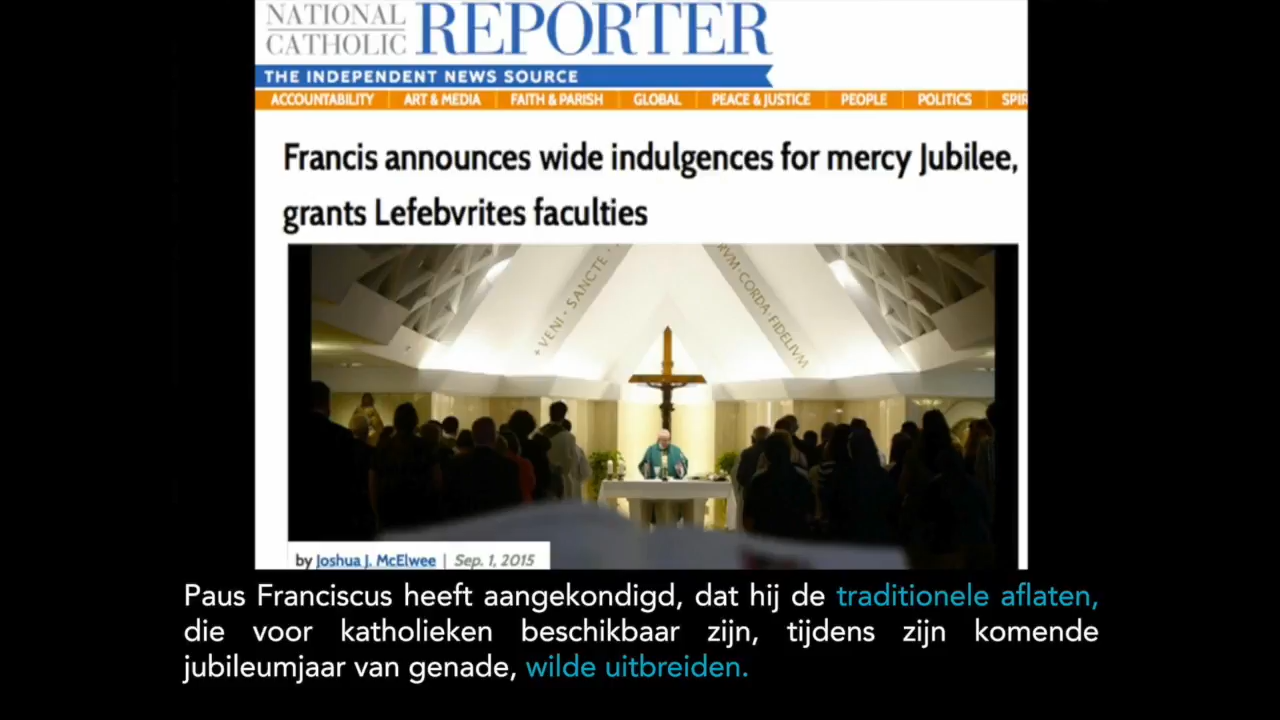 NATIONAL
CATHOLIC REPORTER
THE INDEPENDENT NEWS SOURCE
ACCOUNTABILITY ART & MEDIA FAITH & PARISH GLOBAL PEACE & JUSTICE PEOPLE POLITICS SPIR
Francis announces wide indulgences for mercy Jubilee,
grants Lefebvrites faculties
+ VENI · SANCTE ·
RVM · CORDA · FIDELIVM
by Joshua J. McElwee | Sep. 1, 2015
Paus Franciscus heeft aangekondigd, dat hij de traditionele aflaten,
die voor katholieken beschikbaar zijn, tijdens zijn komende
jubileumjaar van genade, wilde uitbreiden.